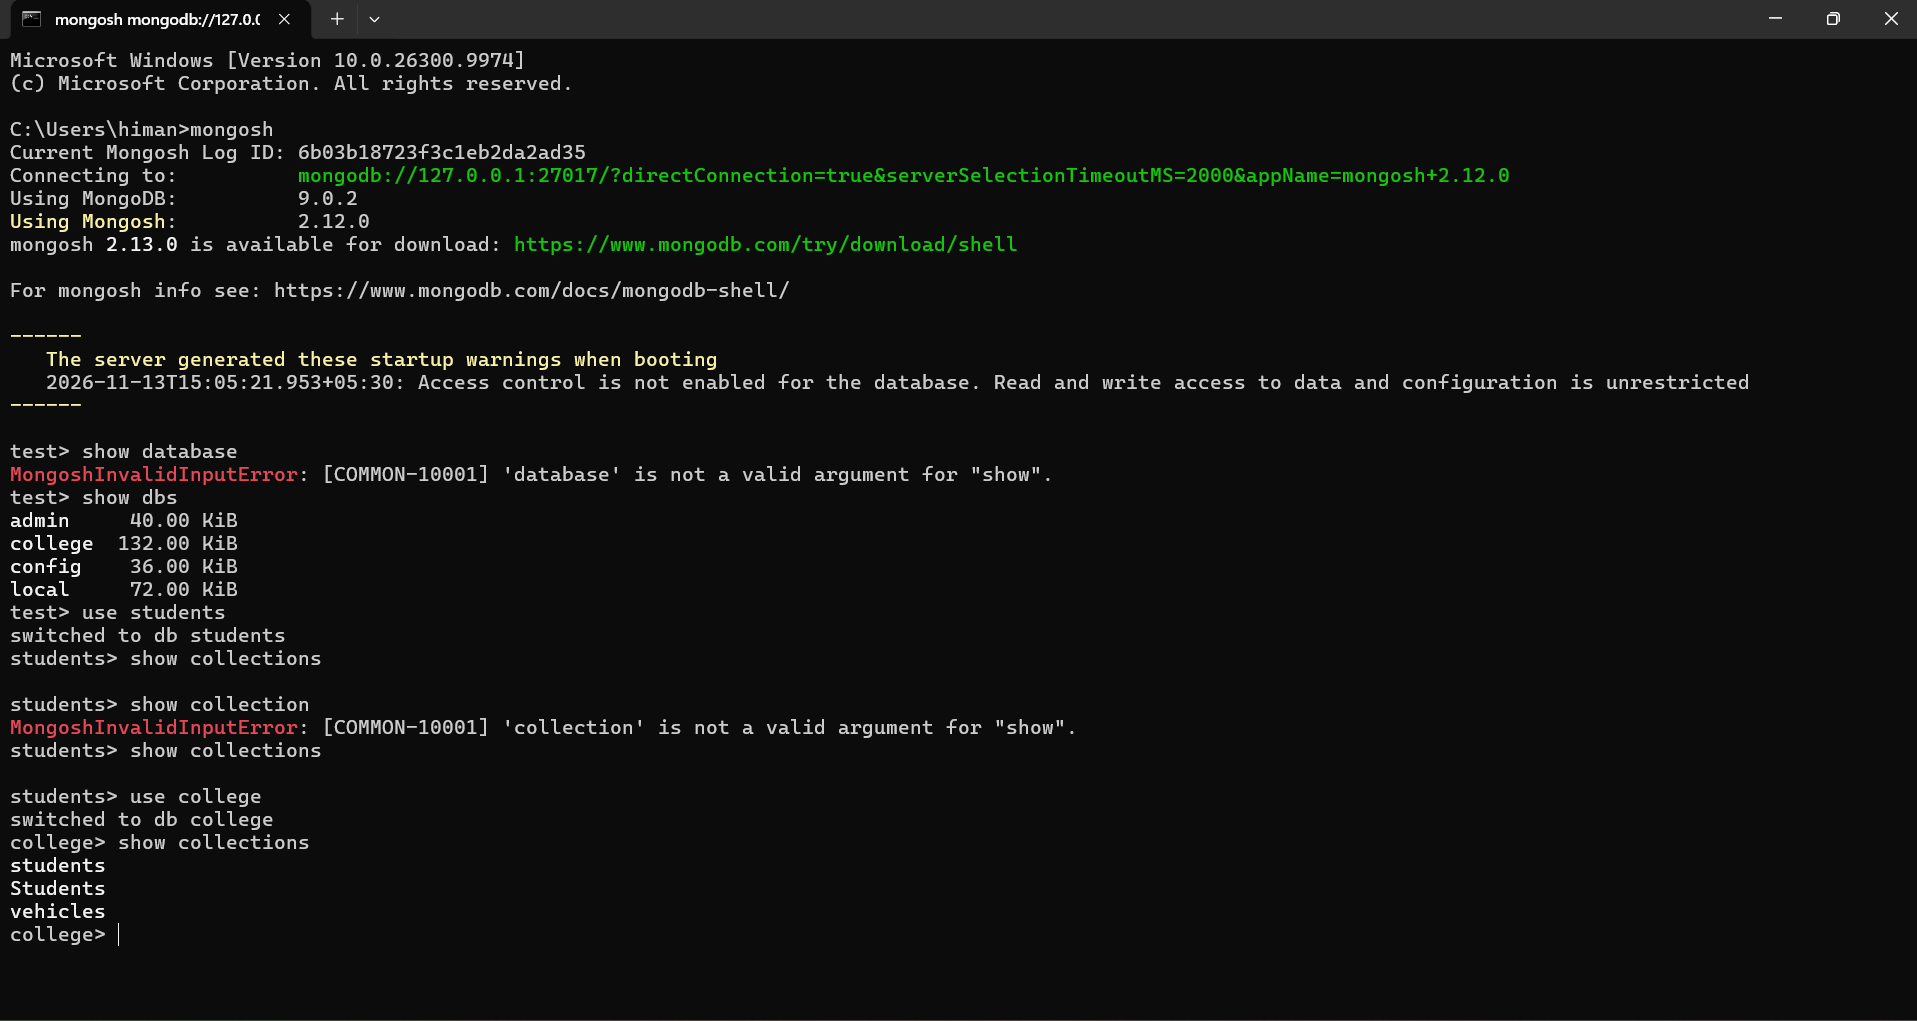 mongosh mongodb://127.0.0
Microsoft Windows [Version 10.0.26300.9974]
(c) Microsoft Corporation. All rights reserved.
C:\Users\himan>mongosh
Current Mongosh Log ID: 6b03b18723f3c1eb2da2ad35
Connecting to: mongodb://127.0.0.1:27017/?directConnection=true&serverSelectionTimeoutMS=2000&appName=mongosh+2.12.0
Using MongoDB: 9.0.2
Using Mongosh: 2.12.0
mongosh 2.13.0 is available for download: https://www.mongodb.com/try/download/shell
For mongosh info see: https://www.mongodb.com/docs/mongodb-shell/
------
The server generated these startup warnings when booting
2026-11-13T15:05:21.953+05:30: Access control is not enabled for the database. Read and write access to data and configuration is unrestricted
------
test> show database
MongoshInvalidInputError: [COMMON-10001] 'database' is not a valid argument for "show".
test> show dbs
admin 40.00 KiB
college 132.00 KiB
config 36.00 KiB
local 72.00 KiB
test> use students
switched to db students
students> show collections
students> show collection
MongoshInvalidInputError: [COMMON-10001] 'collection' is not a valid argument for "show".
students> show collections
students> use college
switched to db college
college> show collections
students
Students
vehicles
college>